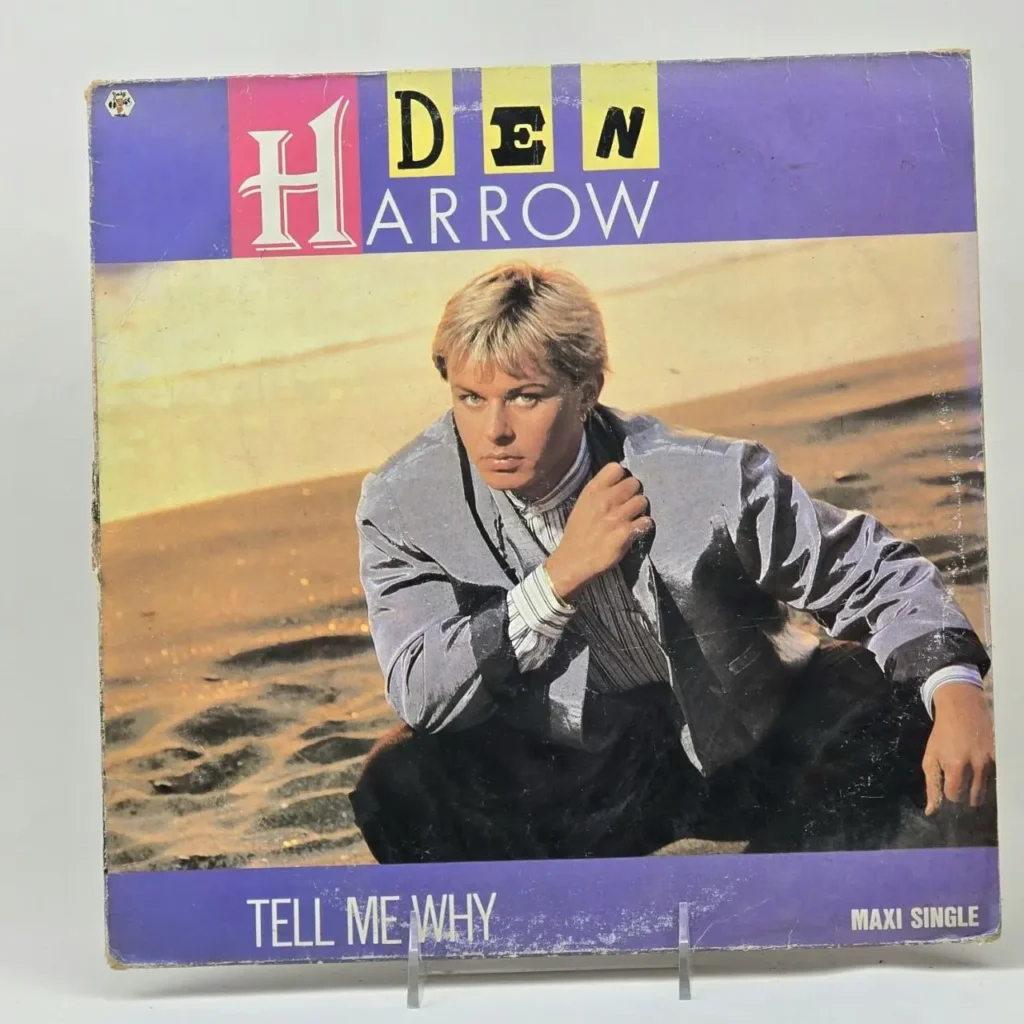 DEN
HARROW
TELL ME WHY
MAXI SINGLE